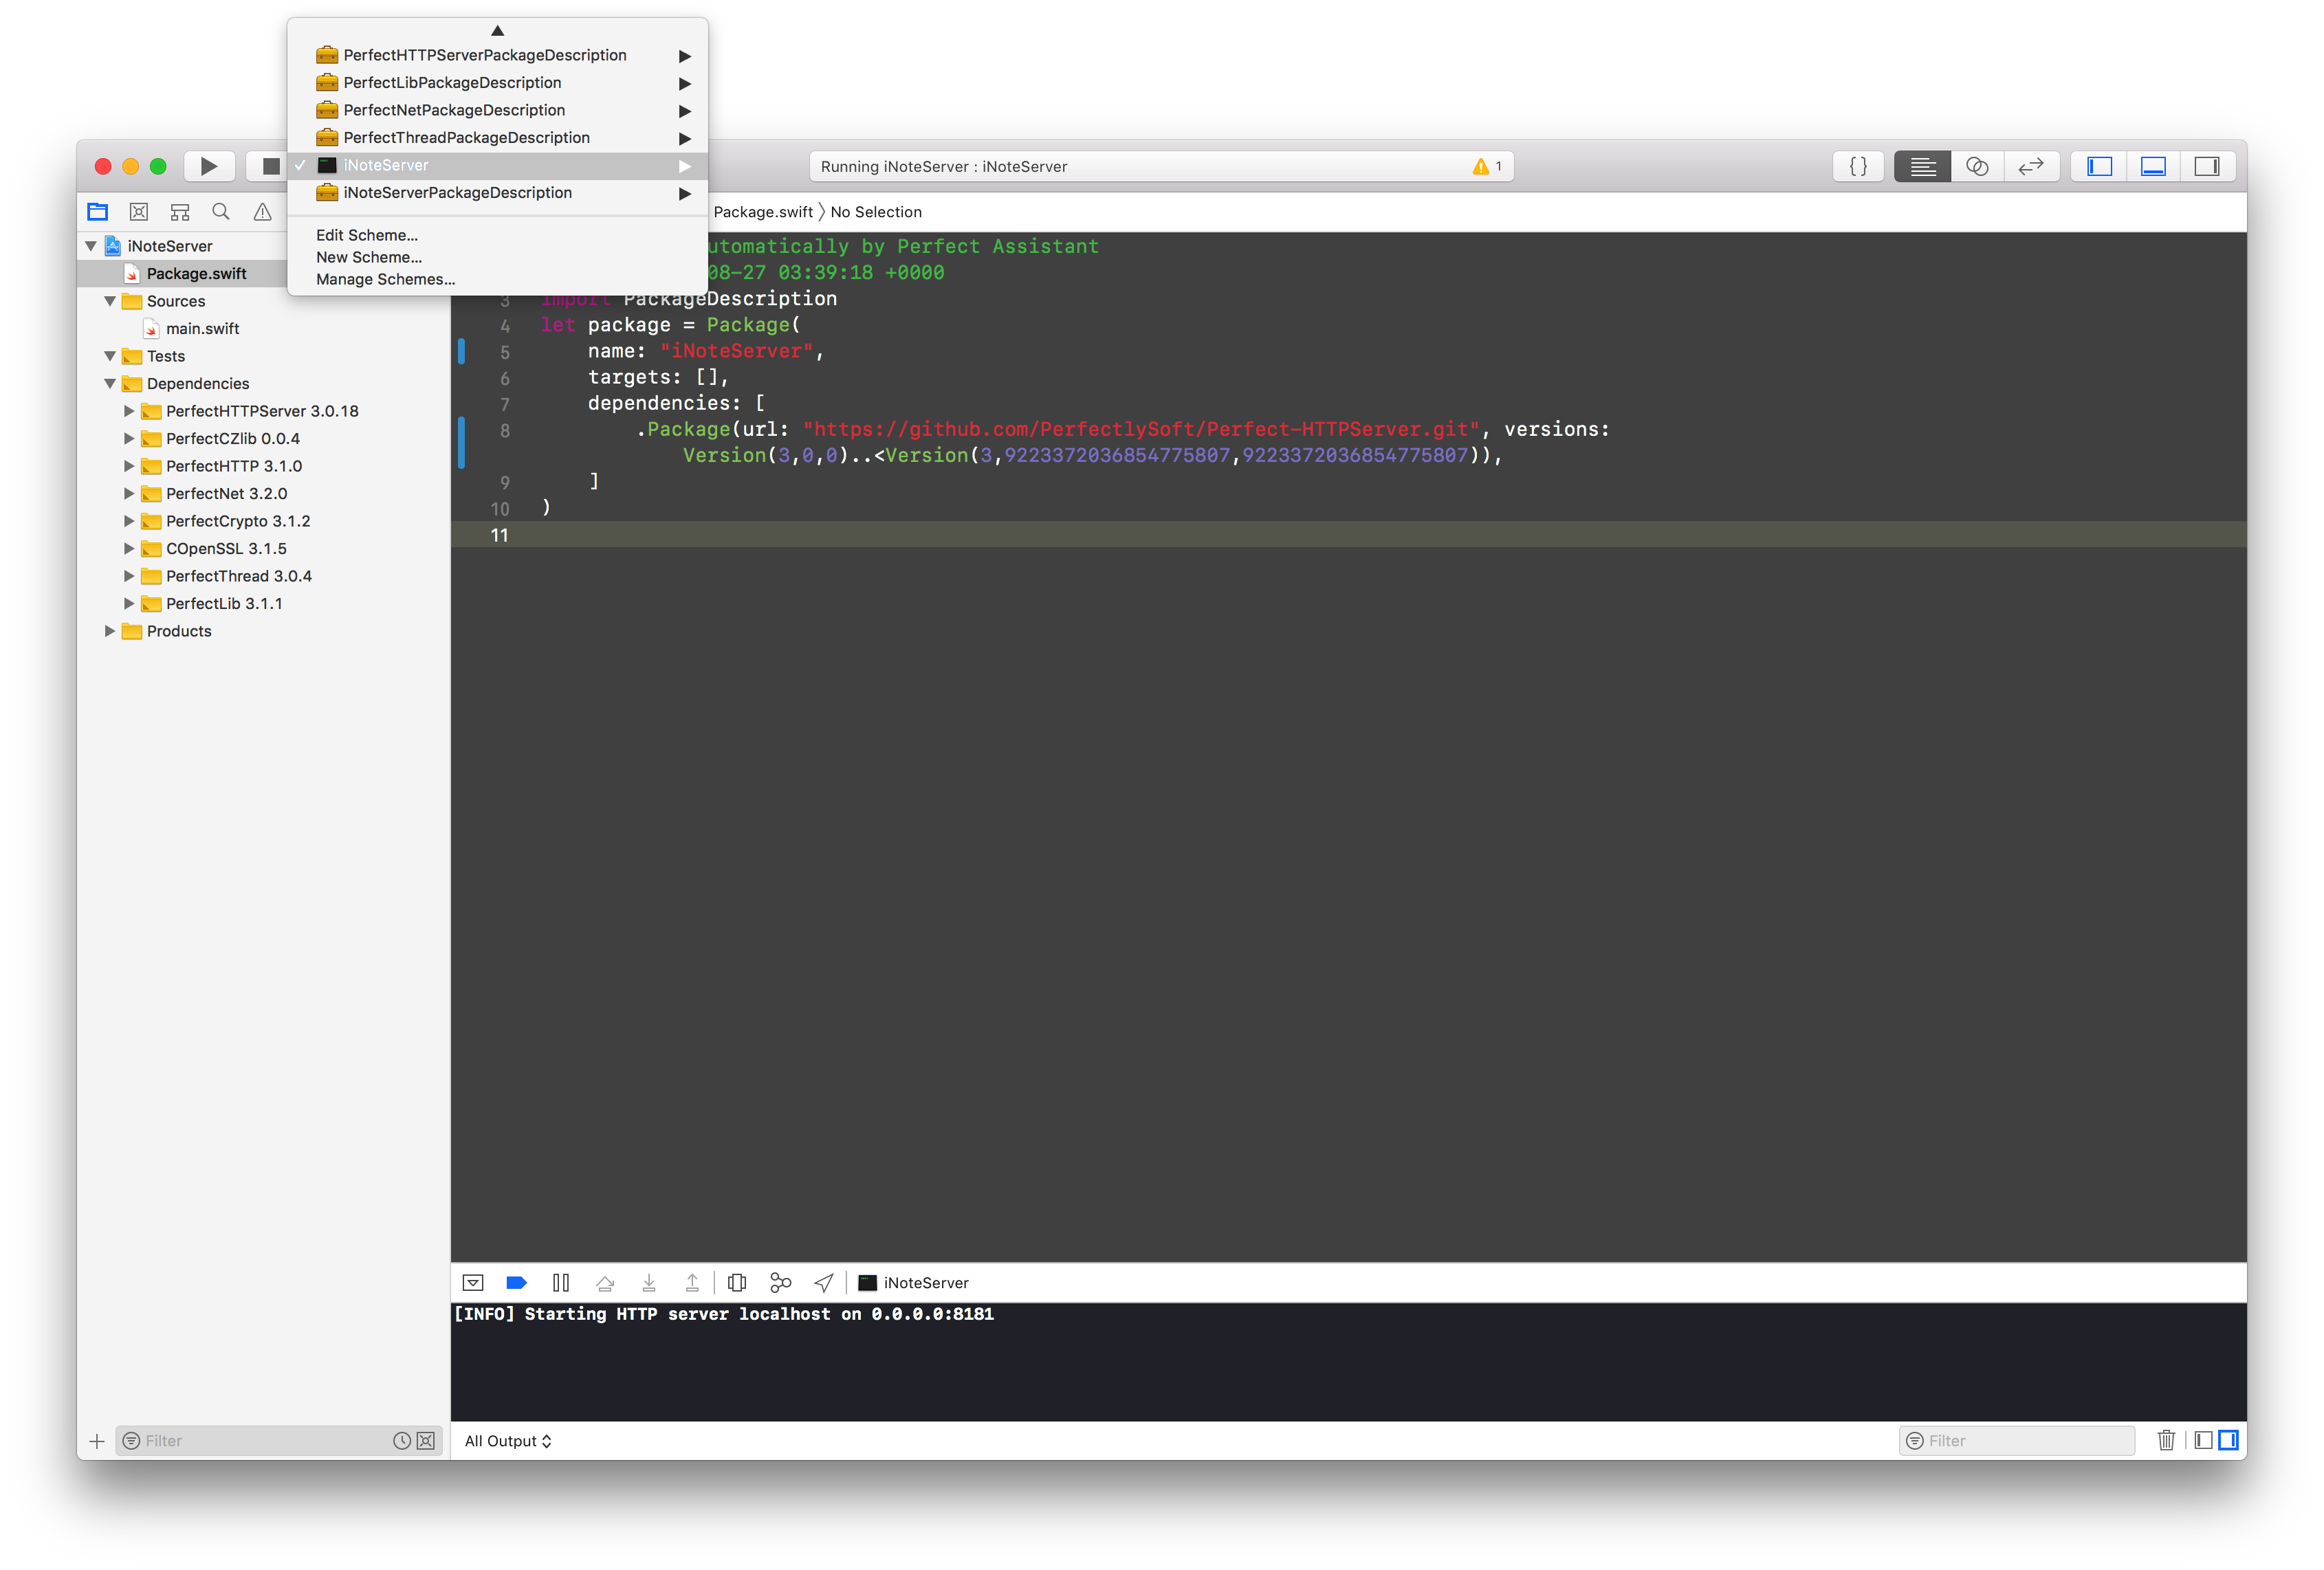 PerfectHTTPServerPackageDescription
PerfectLibPackageDescription
PerfectNetPackageDescription
PerfectThreadPackageDescription
iNoteServer
iNoteServerPackageDescription
Edit Scheme...
New Scheme...
Manage Schemes...
Running iNoteServer : iNoteServer
1
{ }
Package.swift 〉 No Selection
iNoteServer
Package.swift
Sources
main.swift
Tests
Dependencies
PerfectHTTPServer 3.0.18
PerfectCZlib 0.0.4
PerfectHTTP 3.1.0
PerfectNet 3.2.0
PerfectCrypto 3.1.2
COpenSSL 3.1.5
PerfectThread 3.0.4
PerfectLib 3.1.1
Products
by Perfect Assistant
08-27 03:39:18 +0000
3 import PackageDescription
4 let package = Package(
5 name: "iNoteServer",
6 targets: [],
7 dependencies: [
8 .Package(url: "https://github.com/PerfectlySoft/Perfect-HTTPServer.git", versions:
Version(3,0,0)..<Version(3,9223372036854775807,9223372036854775807)),
9 ]
10 )
11
iNoteServer
[INFO] Starting HTTP server localhost on 0.0.0.0:8181
Filter
All Output
Filter